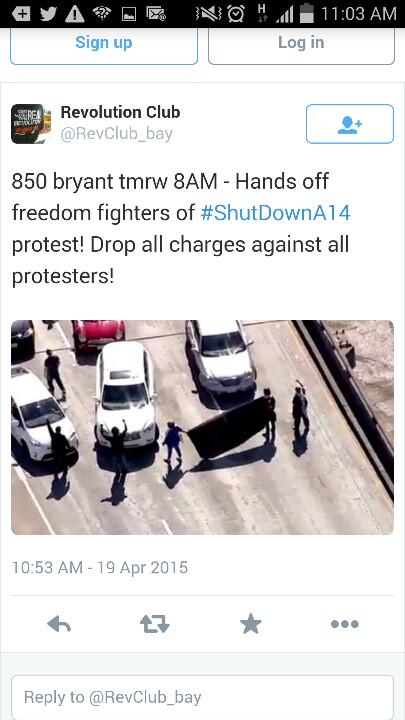 H
11:03 AM
Sign up
Log in
Revolution Club
@RevClub_bay
850 bryant tmrw 8AM - Hands off
freedom fighters of #ShutDownA14
protest! Drop all charges against all
protesters!
10:53 AM - 19 Apr 2015
Reply to @RevClub_bay